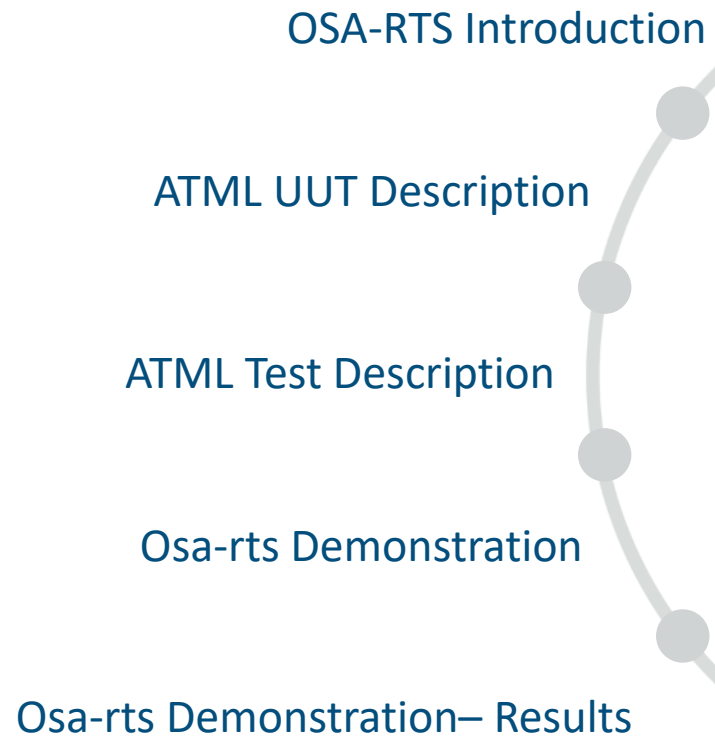 OSA-RTS Introduction
ATML UUT Description
ATML Test Description
Osa-rts Demonstration
Osa-rts Demonstration– Results